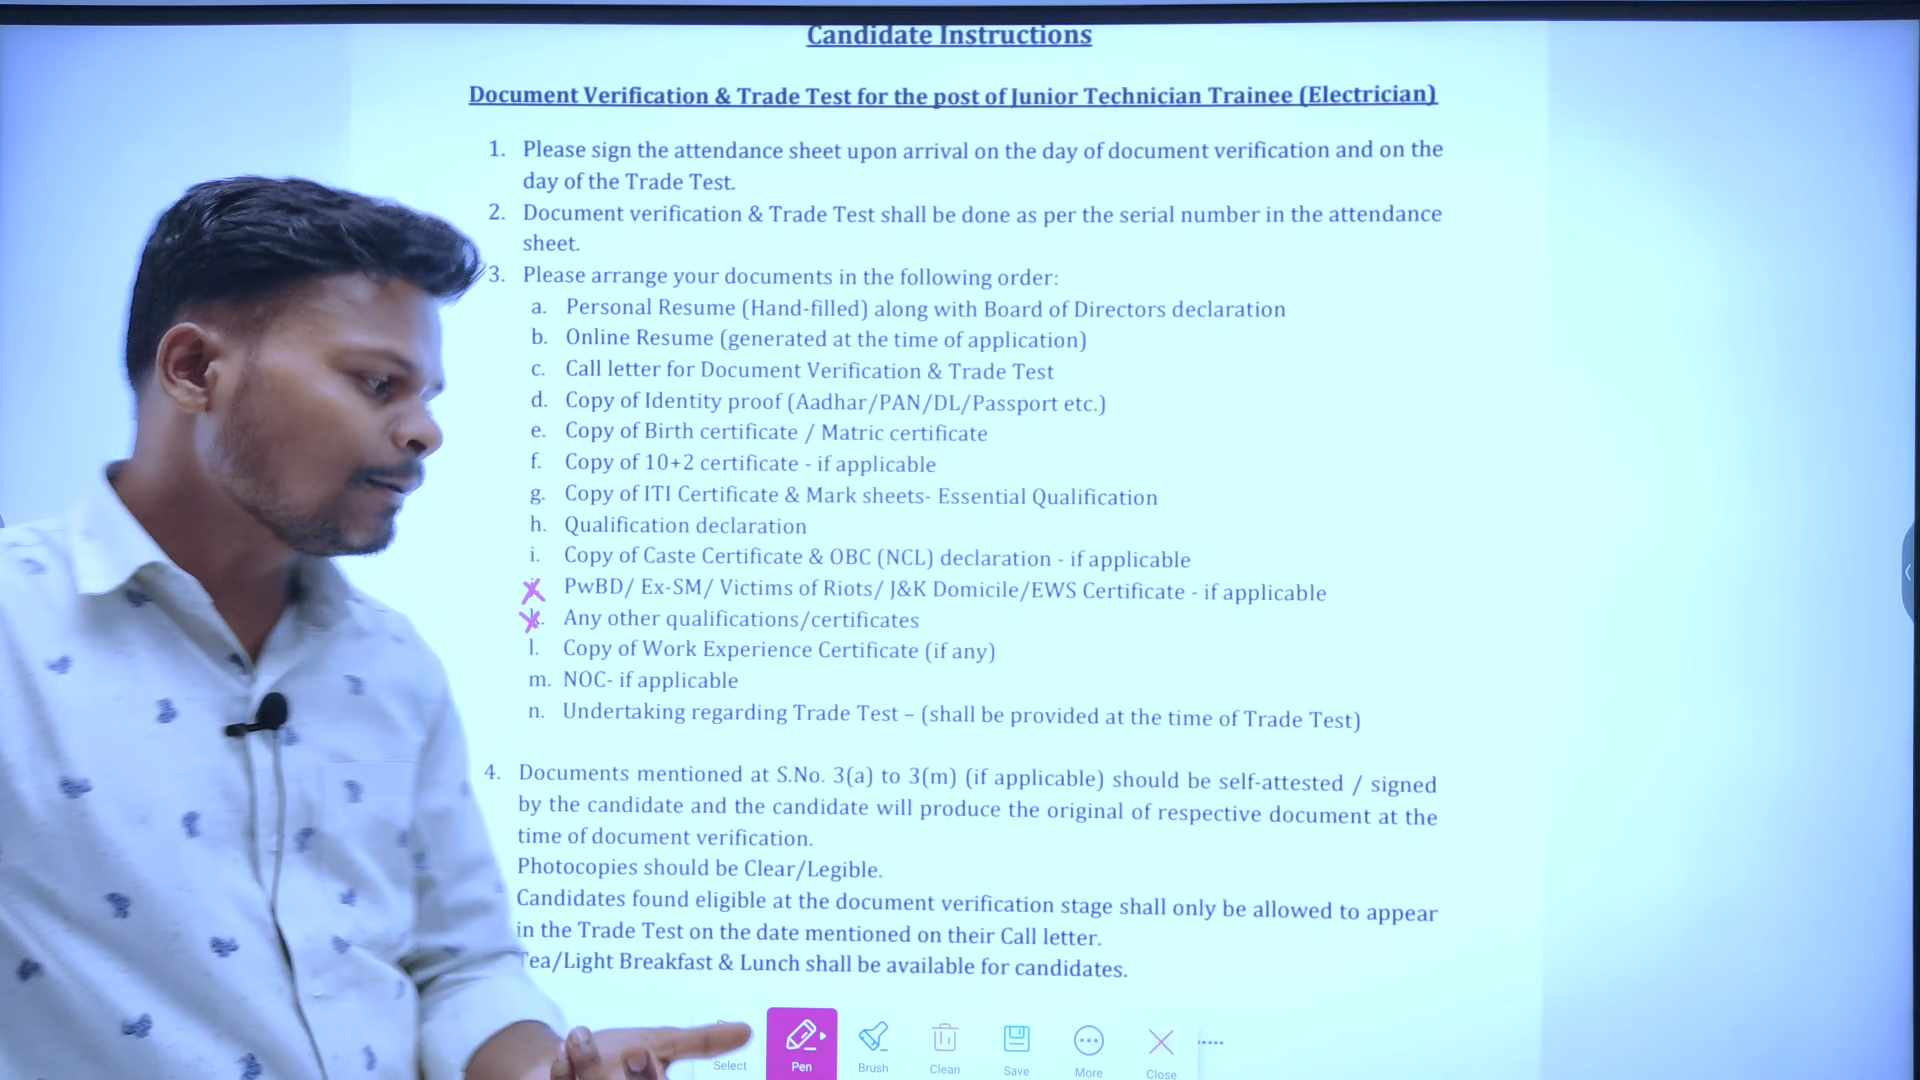 Candidate Instructions
Document Verification & Trade Test for the post of Junior Technician Trainee (Electrician)
1. Please sign the attendance sheet upon arrival on the day of document verification and on the
day of the Trade Test.
2. Document verification & Trade Test shall be done as per the serial number in the attendance
sheet.
3. Please arrange your documents in the following order:
a. Personal Resume (Hand-filled) along with Board of Directors declaration
b. Online Resume (generated at the time of application)
c. Call letter for Document Verification & Trade Test
d. Copy of Identity proof (Aadhar/PAN/DL/Passport etc.)
e. Copy of Birth certificate / Matric certificate
f. Copy of 10+2 certificate - if applicable
g. Copy of ITI Certificate & Mark sheets- Essential Qualification
h. Qualification declaration
i. Copy of Caste Certificate & OBC (NCL) declaration - if applicable
PwBD/ Ex-SM/ Victims of Riots/ J&K Domicile/EWS Certificate - if applicable
k. Any other qualifications/certificates
l. Copy of Work Experience Certificate (if any)
m. NOC- if applicable
n. Undertaking regarding Trade Test – (shall be provided at the time of Trade Test)
4. Documents mentioned at S.No. 3(a) to 3(m) (if applicable) should be self-attested / signed
by the candidate and the candidate will produce the original of respective document at the
time of document verification.
Photocopies should be Clear/Legible.
Candidates found eligible at the document verification stage shall only be allowed to appear
in the Trade Test on the date mentioned on their Call letter.
Tea/Light Breakfast & Lunch shall be available for candidates.
Select Pen Brush Clean Save More Close